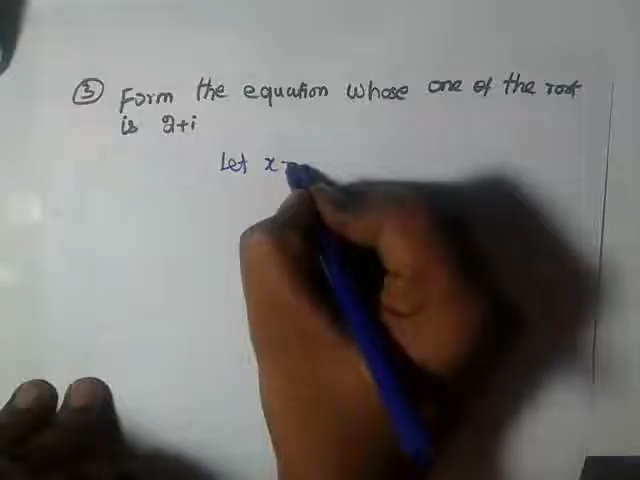 ③ Form the equation whose one of the root
is 2+i
Let x=